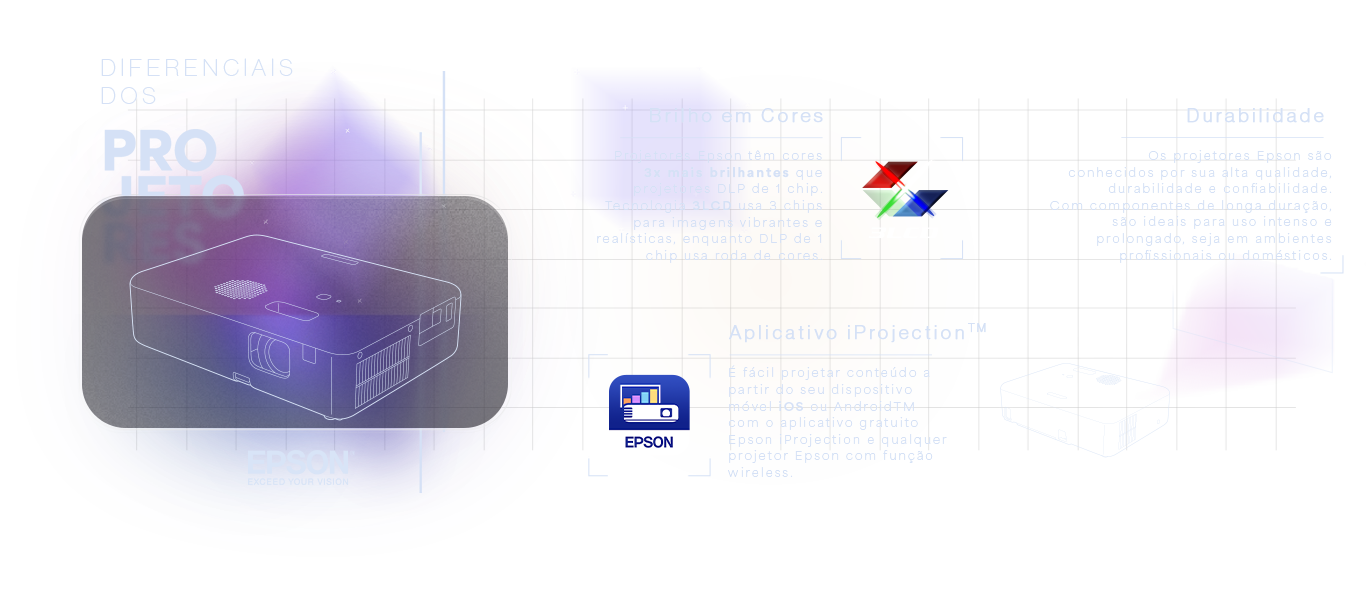 DIFERENCIAIS
DOS
PRO
JETO
RES
EPSON
EXCEED YOUR VISION
Brilho em Cores
Projetores Epson têm cores
3x mais brilhantes que
projetores DLP de 1 chip.
Tecnologia 3LCD usa 3 chips
para imagens vibrantes e
realísticas, enquanto DLP de 1
chip usa roda de cores.
Durabilidade
Os projetores Epson são
conhecidos por sua alta qualidade,
durabilidade e confiabilidade.
Com componentes de longa duração,
são ideais para uso intenso e
prolongado, seja em ambientes
profissionais ou domésticos.
Aplicativo iProjection™
É fácil projetar conteúdo a
partir do seu dispositivo
móvel iOS ou AndroidTM
com o aplicativo gratuito
Epson iProjection e qualquer
projetor Epson com função
wireless.
EPSON